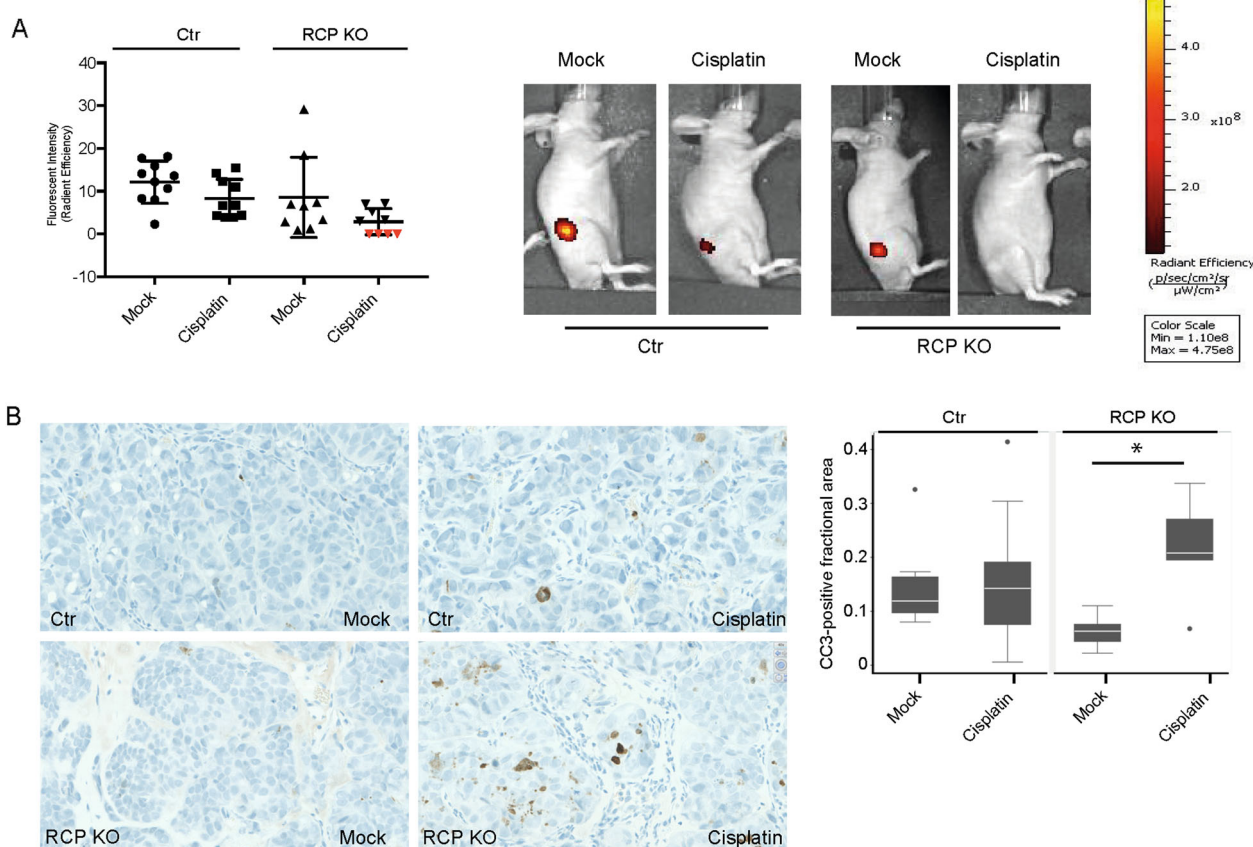 A
Ctr
RCP KO
40
30
20
10
0
-10
Fluorescent Intensity
(Radiant Efficiency)
Mock
Cisplatin
Mock
Cisplatin
Mock
Cisplatin
Mock
Cisplatin
Ctr
RCP KO
4.0
3.0
x10⁸
2.0
Radiant Efficiency
(p/sec/cm²/sr
µW/cm²)
Color Scale
Min = 1.10e8
Max = 4.75e8
B
Ctr
Mock
Ctr
Cisplatin
RCP KO
Mock
RCP KO
Cisplatin
Ctr
RCP KO
*
0.4
0.3
0.2
0.1
0
CC3-positive fractional area
Mock
Cisplatin
Mock
Cisplatin